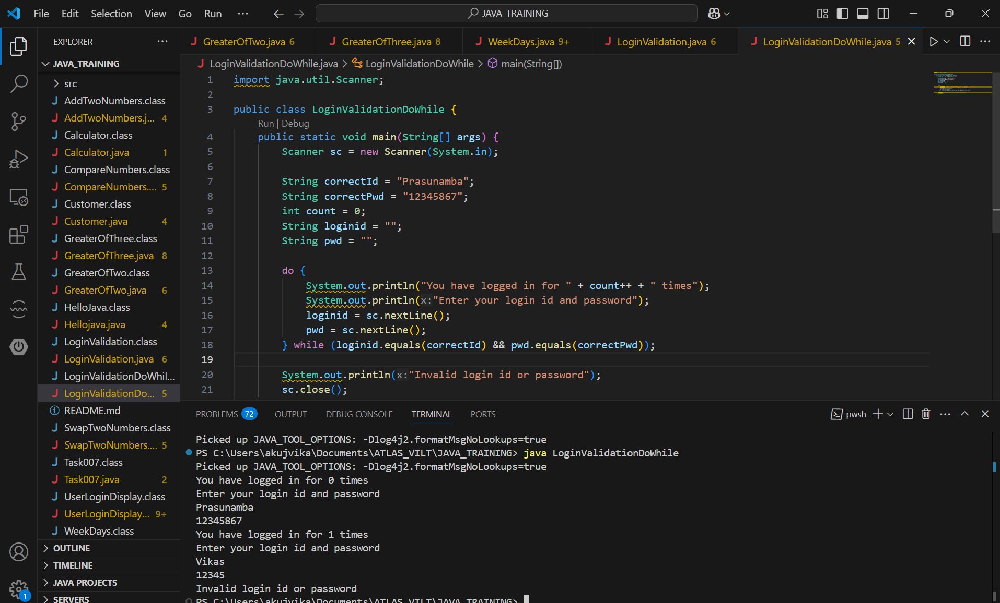 File Edit Selection View Go Run ···
JAVA_TRAINING
EXPLORER ···
JAVA_TRAINING
src
AddTwoNumbers.class
AddTwoNumbers.j... 4
Calculator.class
Calculator.java 1
CompareNumbers.class
CompareNumbers.... 5
Customer.class
Customer.java 4
GreaterOfThree.class
GreaterOfThree.java 8
GreaterOfTwo.class
GreaterOfTwo.java 6
HelloJava.class
Hellojava.java 4
LoginValidation.class
LoginValidation.java 6
LoginValidationDoWhil...
LoginValidationDo... 5
README.md
SwapTwoNumbers.class
SwapTwoNumbers.... 5
Task007.class
Task007.java 2
UserLoginDisplay.class
UserLoginDisplay... 9+
WeekDays.class
OUTLINE
TIMELINE
JAVA PROJECTS
SERVERS
1
GreaterOfTwo.java 6
GreaterOfThree.java 8
WeekDays.java 9+
LoginValidation.java 6
LoginValidationDoWhile.java 5
LoginValidationDoWhile.java > LoginValidationDoWhile > main(String[])
1 import java.util.Scanner;
2
3 public class LoginValidationDoWhile {
Run | Debug
4 public static void main(String[] args) {
5 Scanner sc = new Scanner(System.in);
6
7 String correctId = "Prasunamba";
8 String correctPwd = "12345867";
9 int count = 0;
10 String loginid = "";
11 String pwd = "";
12
13 do {
14 System.out.println("You have logged in for " + count++ + " times");
15 System.out.println(x:"Enter your login id and password");
16 loginid = sc.nextLine();
17 pwd = sc.nextLine();
18 } while (loginid.equals(correctId) && pwd.equals(correctPwd));
19
20 System.out.println(x:"Invalid login id or password");
21 sc.close();
PROBLEMS 72 OUTPUT DEBUG CONSOLE TERMINAL PORTS
pwsh
Picked up JAVA_TOOL_OPTIONS: -Dlog4j2.formatMsgNoLookups=true
PS C:\Users\akujvika\Documents\ATLAS_VILT\JAVA_TRAINING> java LoginValidationDoWhile
Picked up JAVA_TOOL_OPTIONS: -Dlog4j2.formatMsgNoLookups=true
You have logged in for 0 times
Enter your login id and password
Prasunamba
12345867
You have logged in for 1 times
Enter your login id and password
Vikas
12345
Invalid login id or password
PS C:\Users\akujvika\Documents\ATLAS_VILT\JAVA_TRAINING>